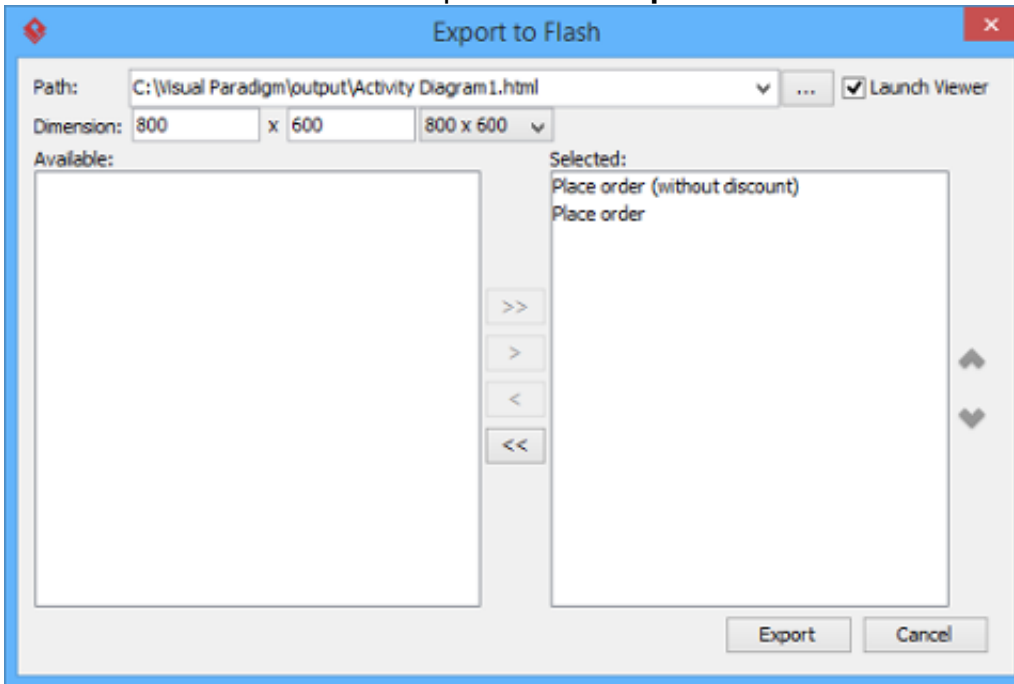 Export to Flash
Path: C:\Visual Paradigm\output\Activity Diagram1.html ... Launch Viewer
Dimension: 800 x 600 800 x 600
Available: Selected:
Place order (without discount)
Place order
>>
>
<
<<
Export Cancel